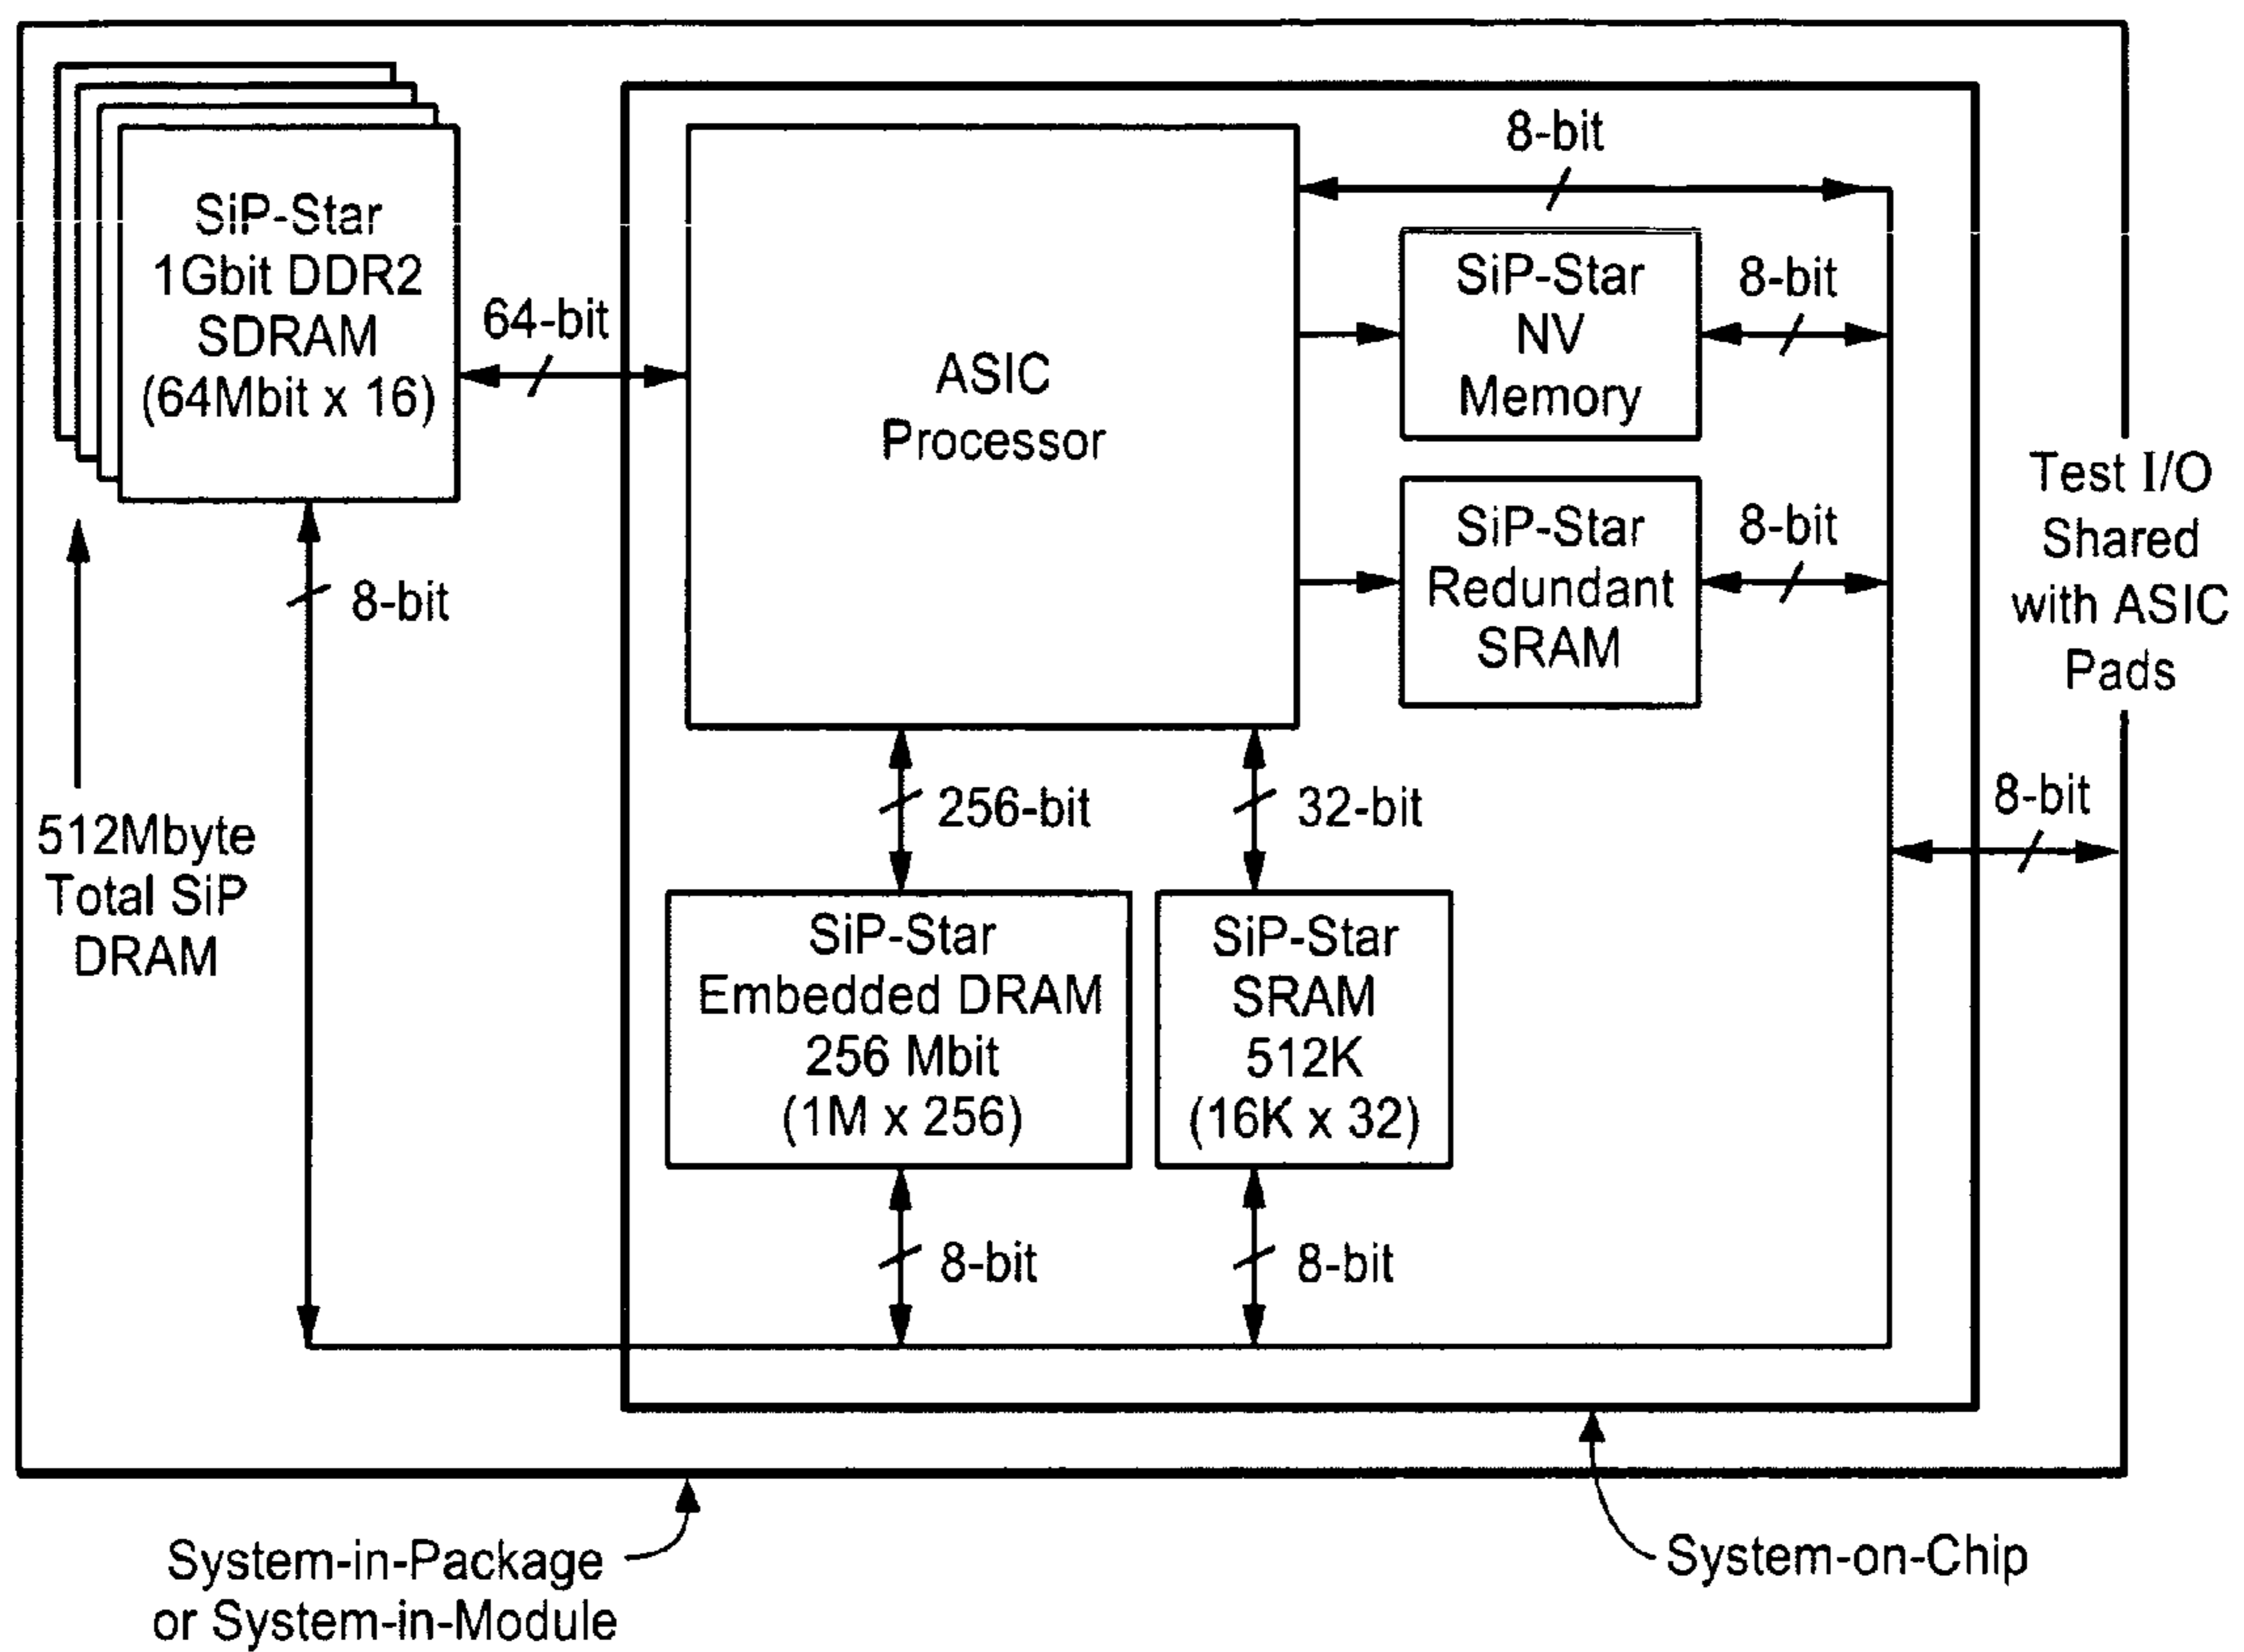 SiP-Star
1Gbit DDR2
SDRAM
(64Mbit x 16)
64-bit
8-bit
512Mbyte
Total SiP
DRAM
ASIC
Processor
8-bit
SiP-Star
NV
Memory
8-bit
SiP-Star
Redundant
SRAM
8-bit
Test I/O
Shared
with ASIC
Pads
8-bit
256-bit
32-bit
SiP-Star
Embedded DRAM
256 Mbit
(1M x 256)
SiP-Star
SRAM
512K
(16K x 32)
8-bit
8-bit
System-in-Package
or System-in-Module
System-on-Chip